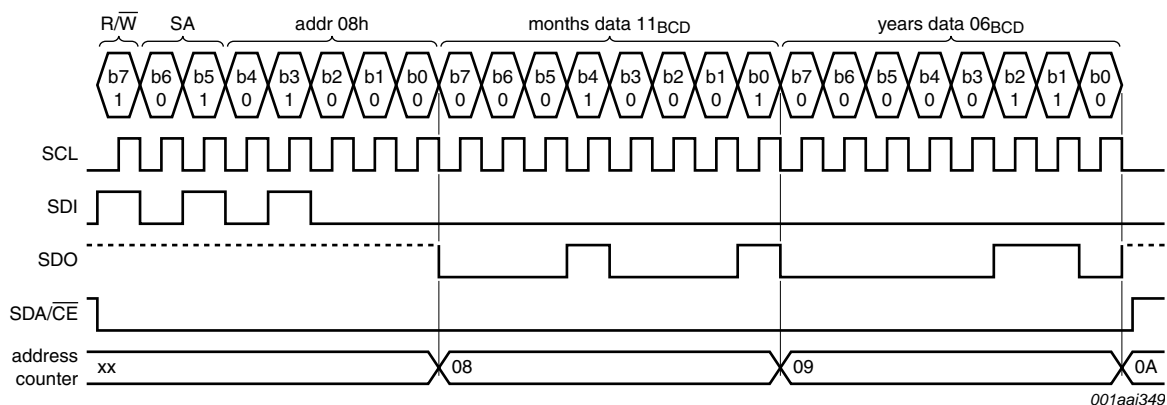 R/W SA addr 08h months data 11BCD years data 06BCD
b7 b6 b5 b4 b3 b2 b1 b0 b7 b6 b5 b4 b3 b2 b1 b0 b7 b6 b5 b4 b3 b2 b1 b0
1 0 1 0 1 0 0 0 0 0 0 1 0 0 0 1 0 0 0 0 0 1 1 0
SCL
SDI
SDO
SDA/CE
address
counter
xx 08 09 0A
001aai349